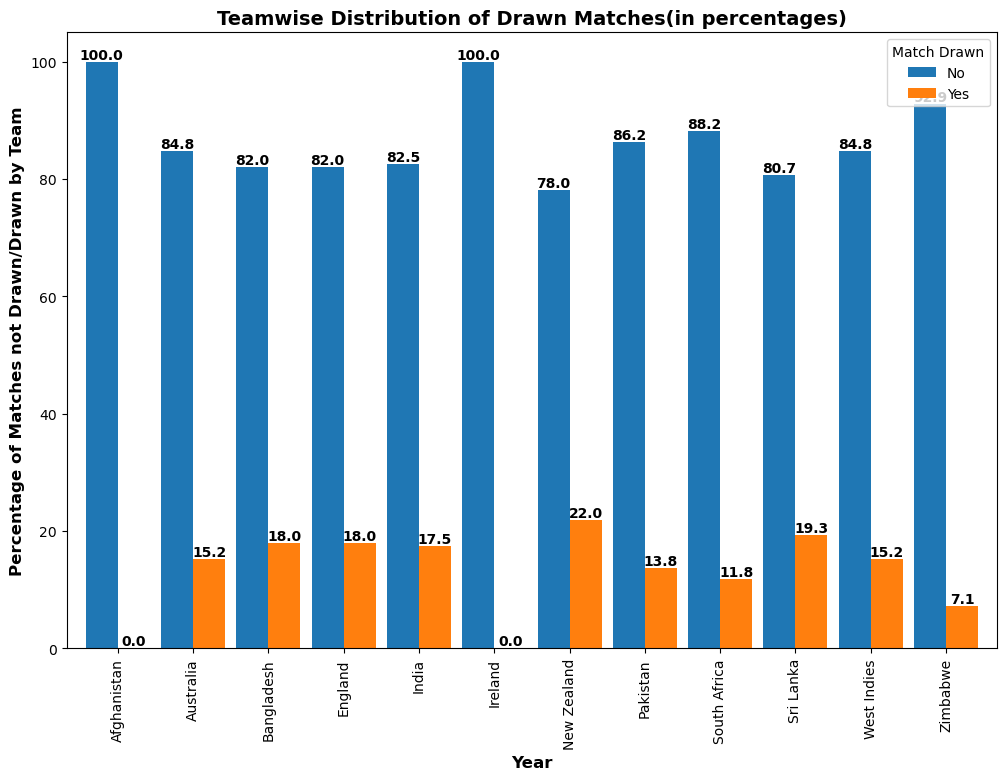 Teamwise Distribution of Drawn Matches(in percentages)
Percentage of Matches not Drawn/Drawn by Team
100
80
60
40
20
0
Match Drawn
No
Yes
100.0
0.0
84.8
15.2
82.0
18.0
82.0
18.0
82.5
17.5
100.0
0.0
78.0
22.0
86.2
13.8
88.2
11.8
80.7
19.3
84.8
15.2
92.9
7.1
Afghanistan
Australia
Bangladesh
England
India
Ireland
New Zealand
Pakistan
South Africa
Sri Lanka
West Indies
Zimbabwe
Year